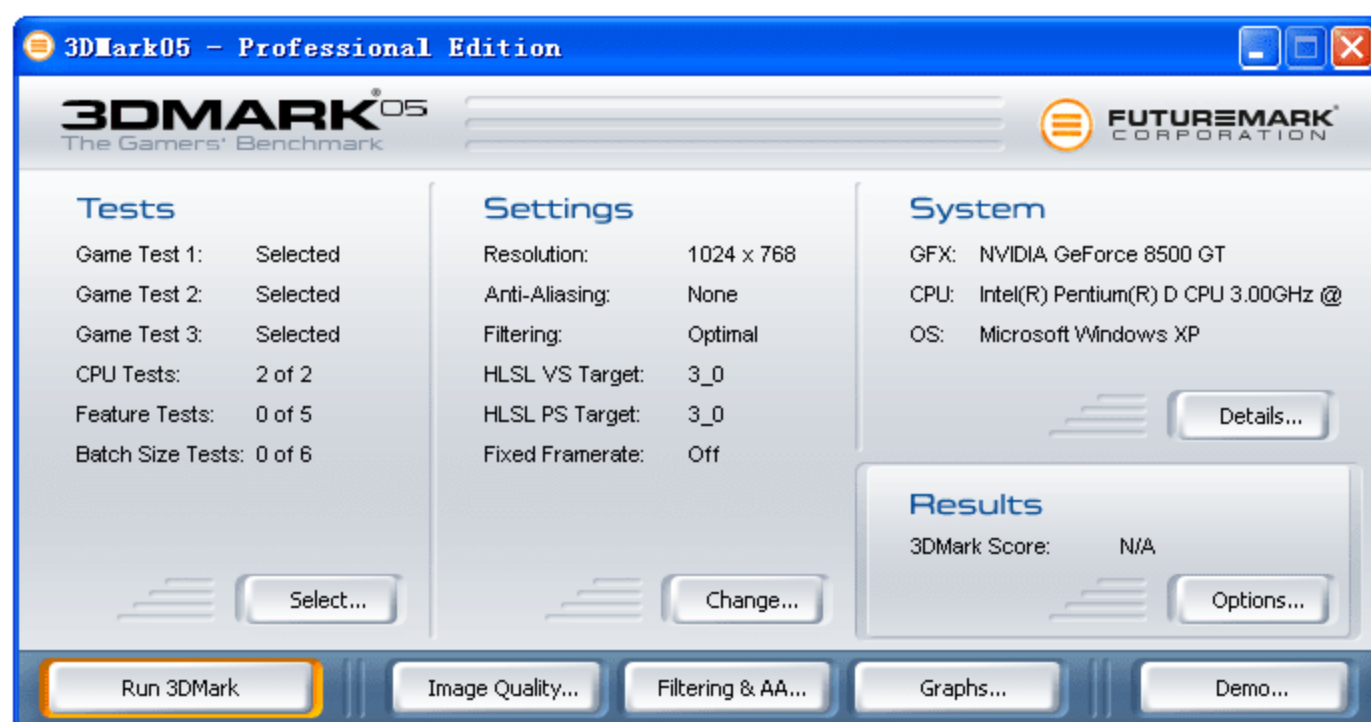 3DMark05 - Professional Edition
3DMARK®05
The Gamers' Benchmark
FUTUREMARK
CORPORATION
Tests
Game Test 1: Selected
Game Test 2: Selected
Game Test 3: Selected
CPU Tests: 2 of 2
Feature Tests: 0 of 5
Batch Size Tests: 0 of 6
Select...
Settings
Resolution: 1024 x 768
Anti-Aliasing: None
Filtering: Optimal
HLSL VS Target: 3_0
HLSL PS Target: 3_0
Fixed Framerate: Off
Change...
System
GFX: NVIDIA GeForce 8500 GT
CPU: Intel(R) Pentium(R) D CPU 3.00GHz @
OS: Microsoft Windows XP
Details...
Results
3DMark Score: N/A
Options...
Run 3DMark
Image Quality...
Filtering & AA...
Graphs...
Demo...